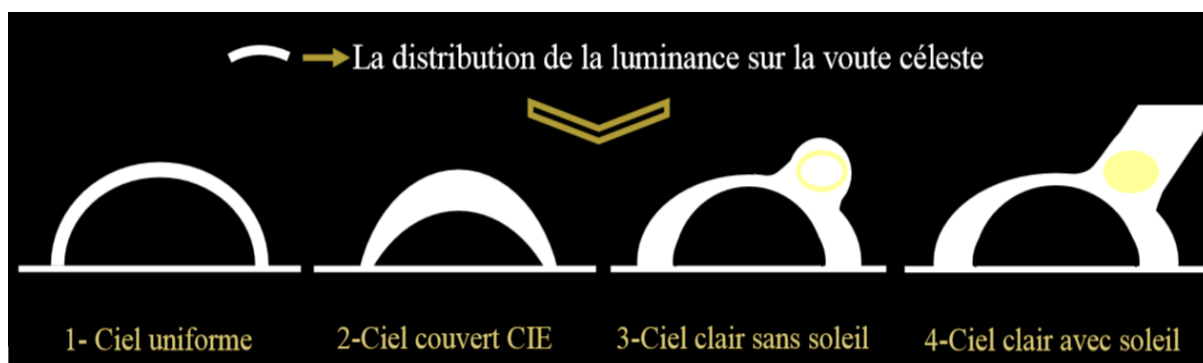 La distribution de la luminance sur la voute céleste
1- Ciel uniforme
2-Ciel couvert CIE
3-Ciel clair sans soleil
4-Ciel clair avec soleil